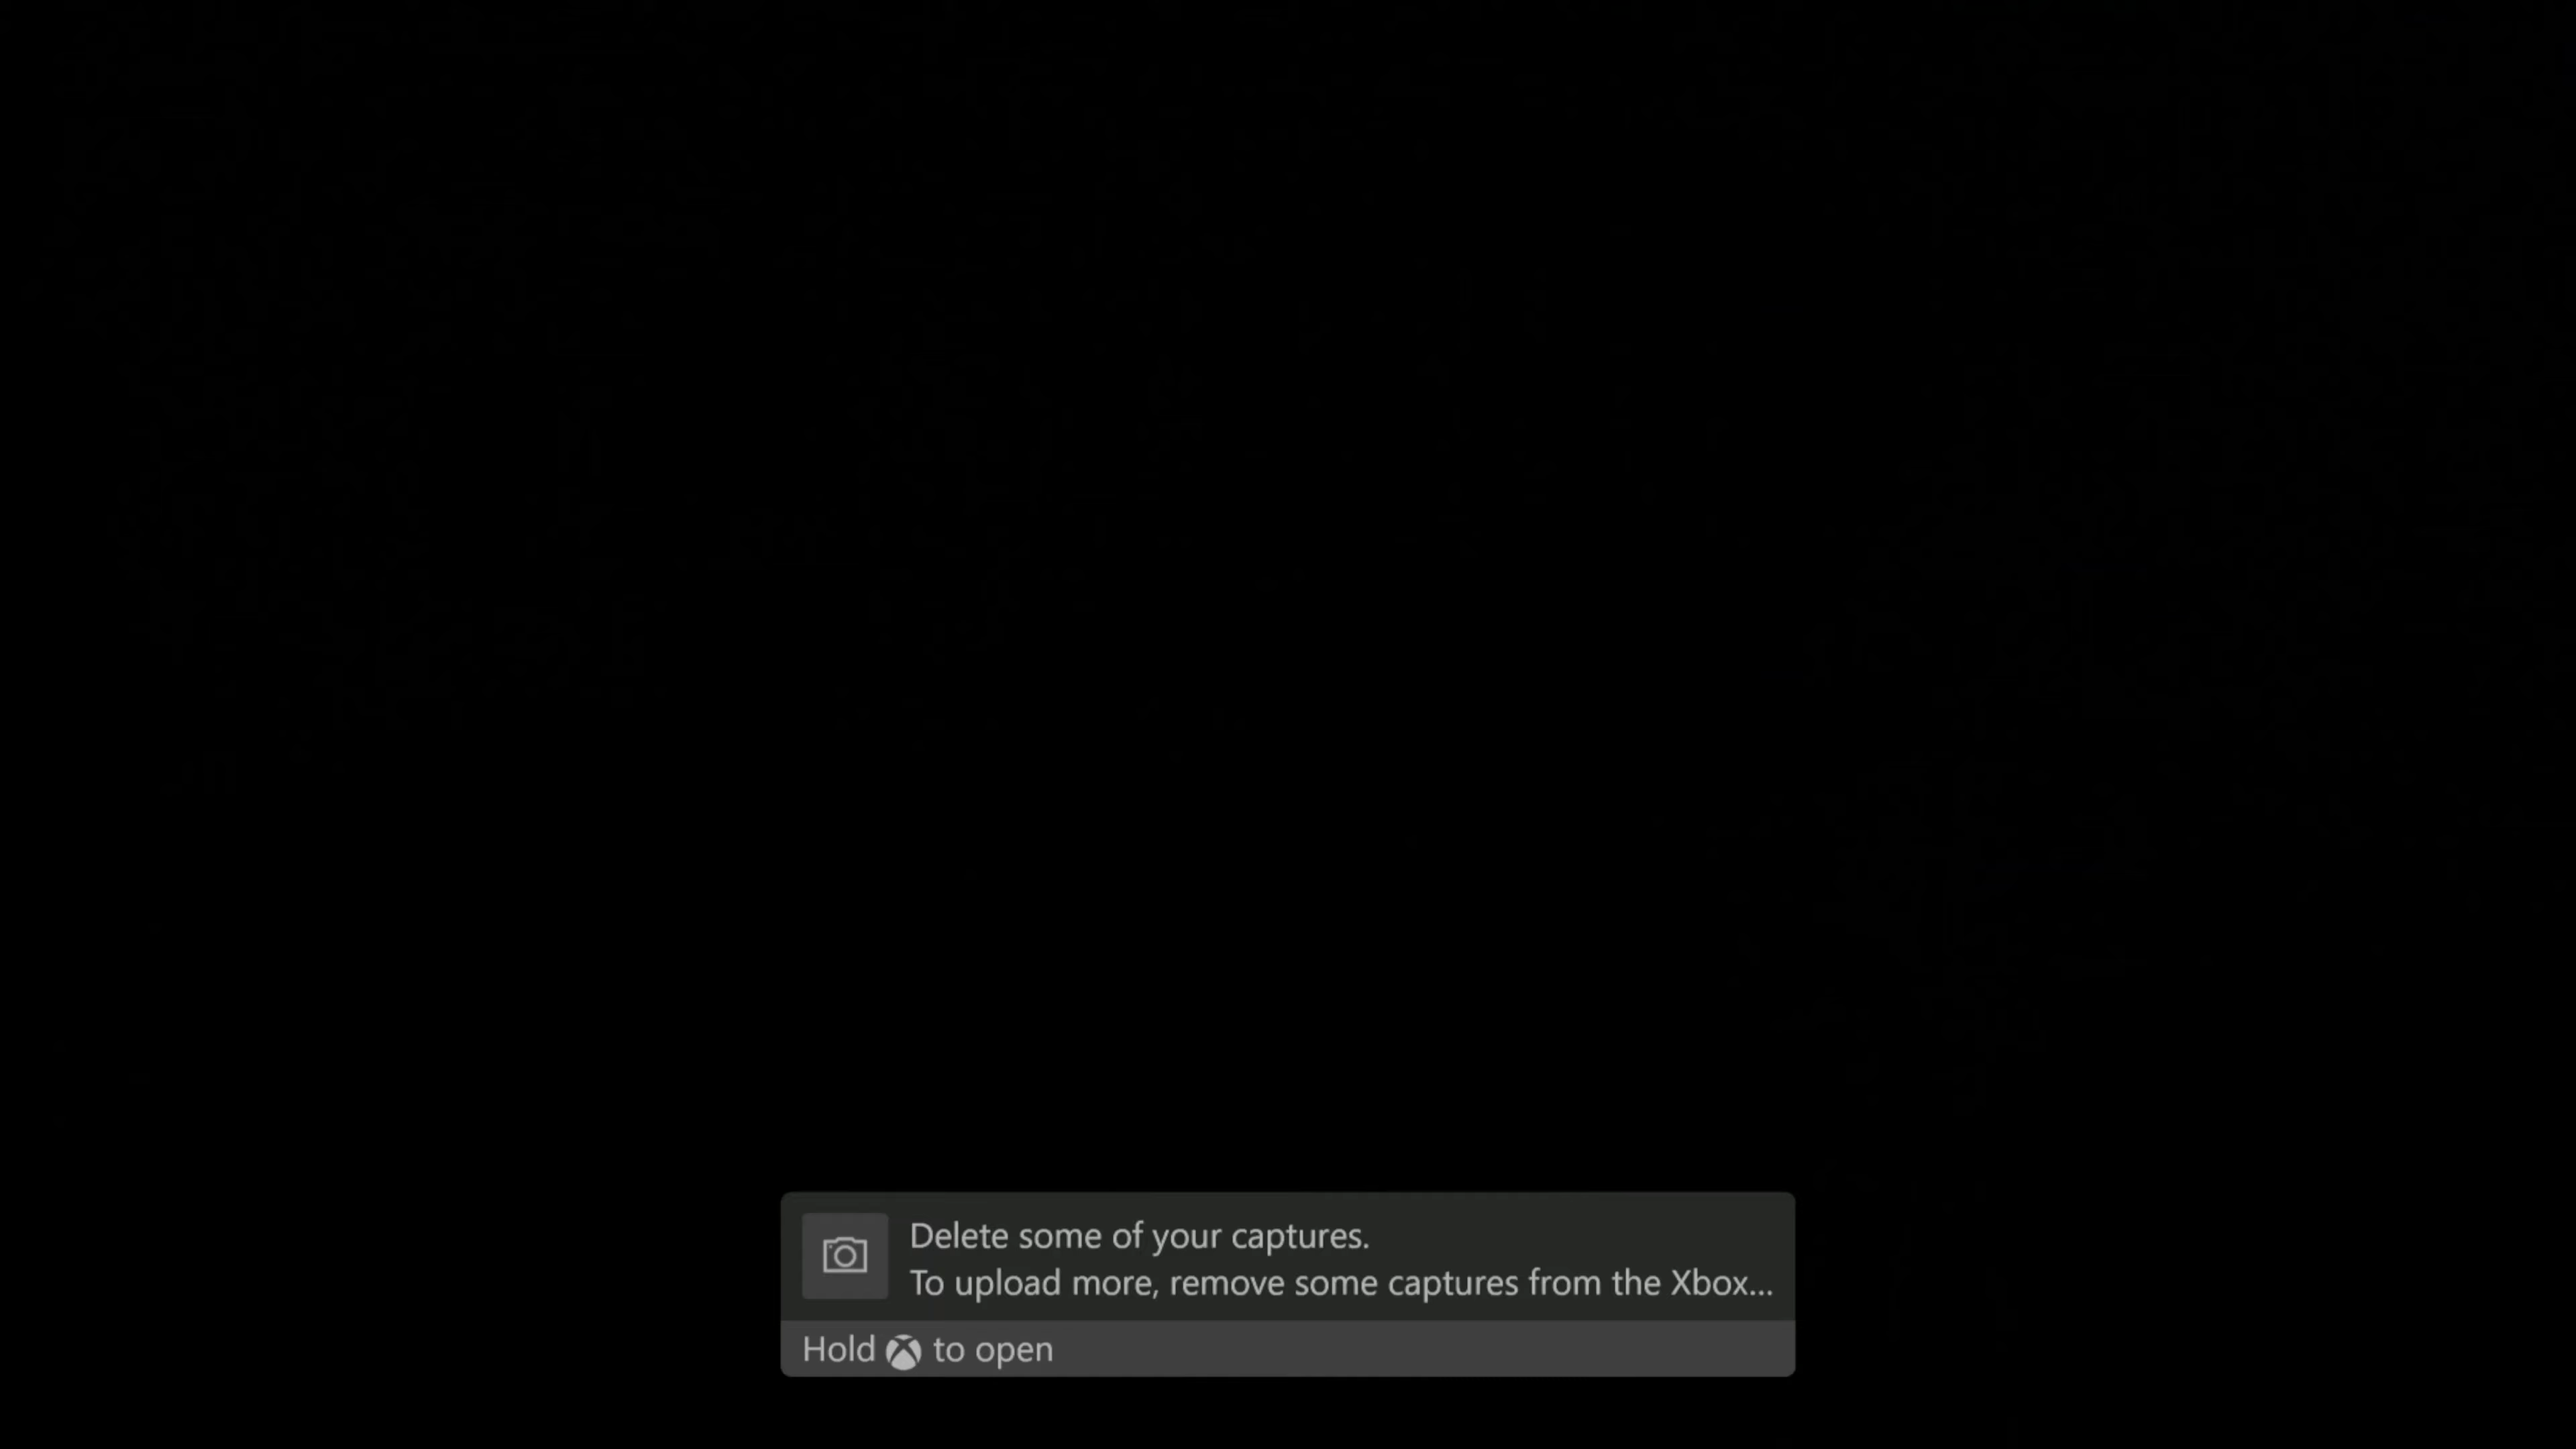 Delete some of your captures.
To upload more, remove some captures from the Xbox...
Hold to open